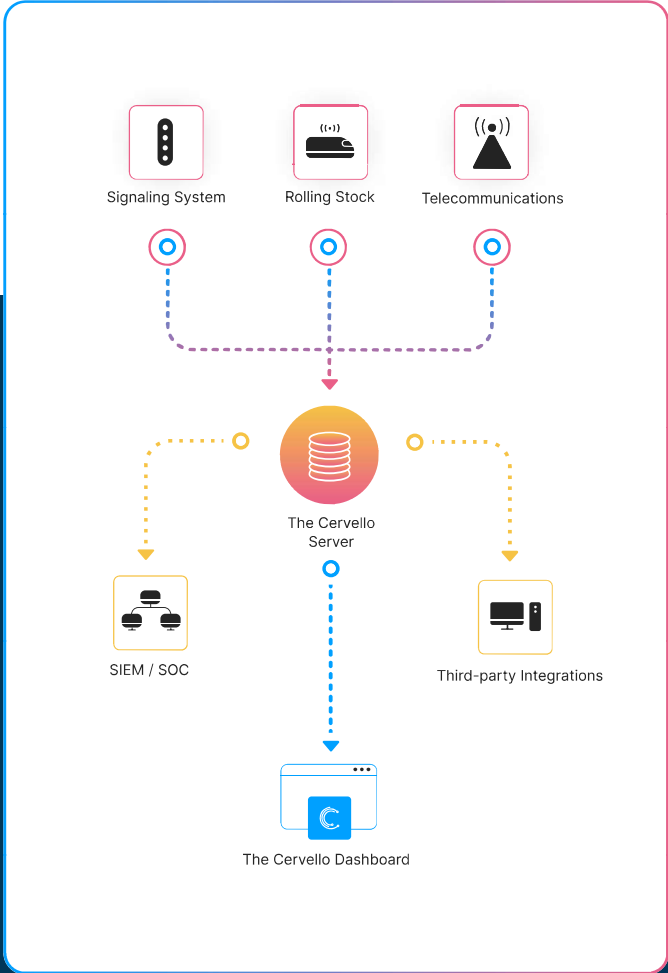 Signaling System
Rolling Stock
Telecommunications
The Cervello
Server
SIEM / SOC
Third-party Integrations
The Cervello Dashboard